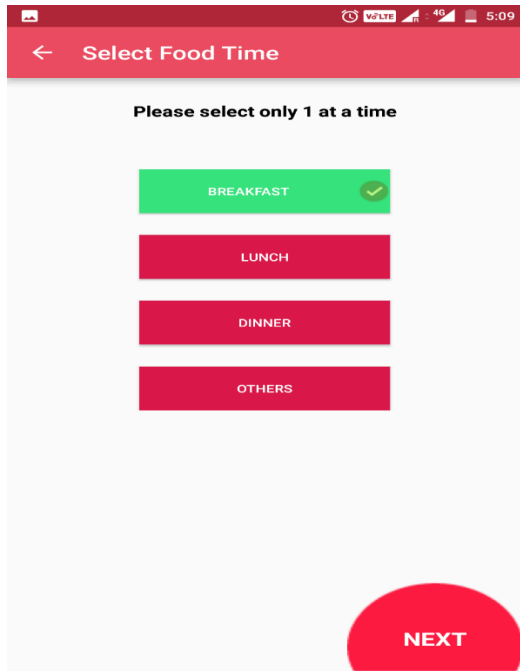 VoLTE 4G 5:09
Select Food Time
Please select only 1 at a time
BREAKFAST
LUNCH
DINNER
OTHERS
NEXT